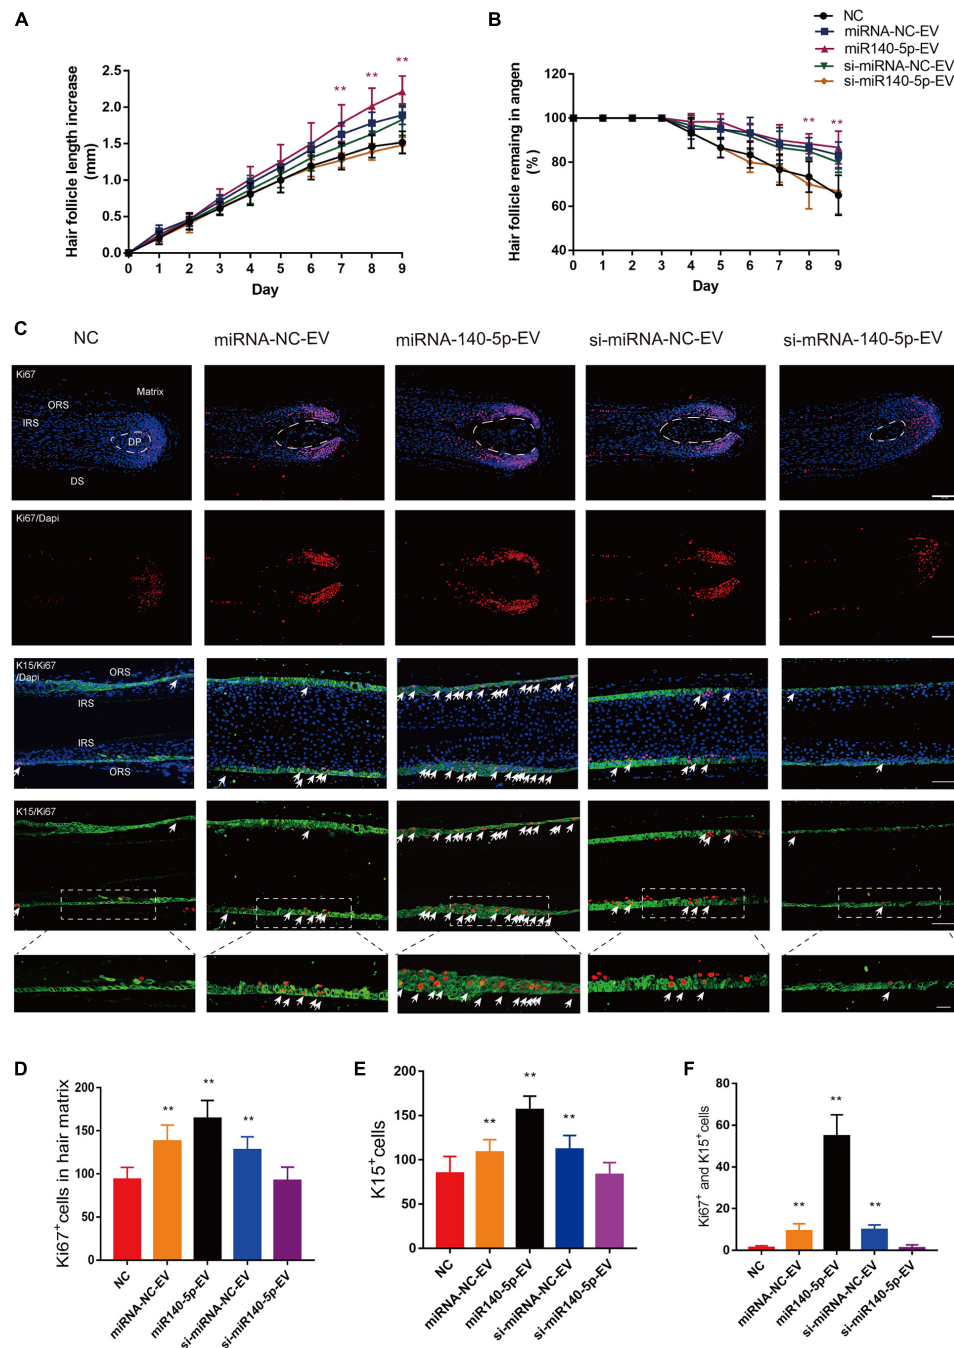 A
Hair follicle length increase
(mm)
2.5
2.0
1.5
1.0
0.5
0.0
0 1 2 3 4 5 6 7 8 9
Day
** ** **
B
NC
miRNA-NC-EV
miR140-5p-EV
si-miRNA-NC-EV
si-miR140-5p-EV
Hair follicle remaing in angen
(%)
120
100
80
60
40
0 1 2 3 4 5 6 7 8 9
Day
** **
C
NC miRNA-NC-EV miRNA-140-5p-EV si-miRNA-NC-EV si-mRNA-140-5p-EV
Ki67
Matrix
ORS
IRS
DP
DS
Ki67/Dapi
K15/Ki67
/Dapi
ORS
IRS
IRS
ORS
K15/Ki67
D
Ki67+cells in hair matrix
200
150
100
50
0
** ** **
NC miRNA-NC-EV miR140-5p-EV si-miRNA-NC-EV si-miR140-5p-EV
E
K15+cells
200
150
100
50
0
** ** **
NC miRNA-NC-EV miR140-5p-EV si-miRNA-NC-EV si-miR140-5p-EV
F
Ki67+ and K15+cells
80
60
40
20
0
** ** **
NC miRNA-NC-EV miR140-5p-EV si-miRNA-NC-EV si-miR140-5p-EV